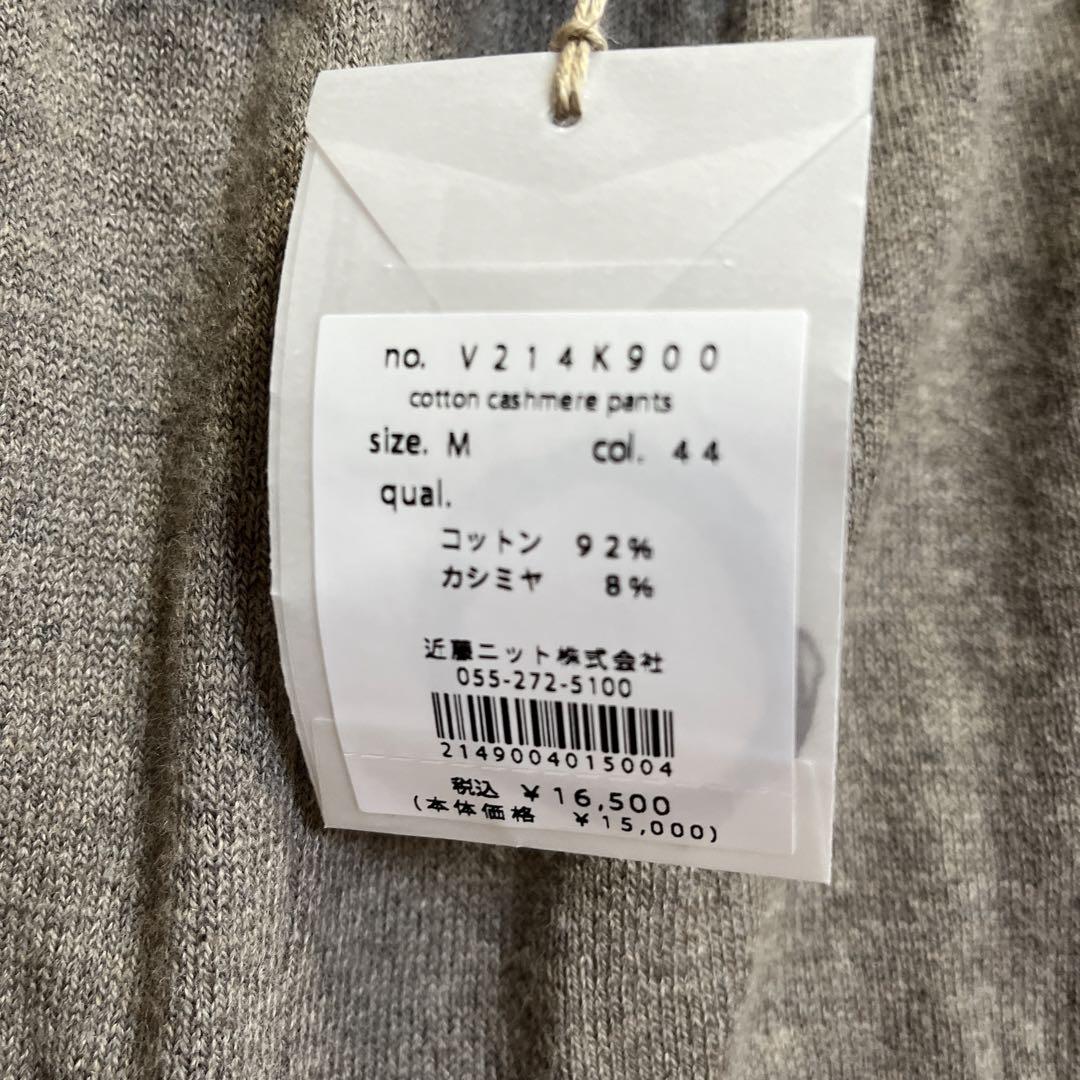 no. V214K900
cotton cashmere pants
size. M col. 44
qual.
コットン 92%
カシミヤ 8%
近藤ニット株式会社
055-272-5100
2149004015004
税込 ¥16,500
(本体価格 ¥15,000)